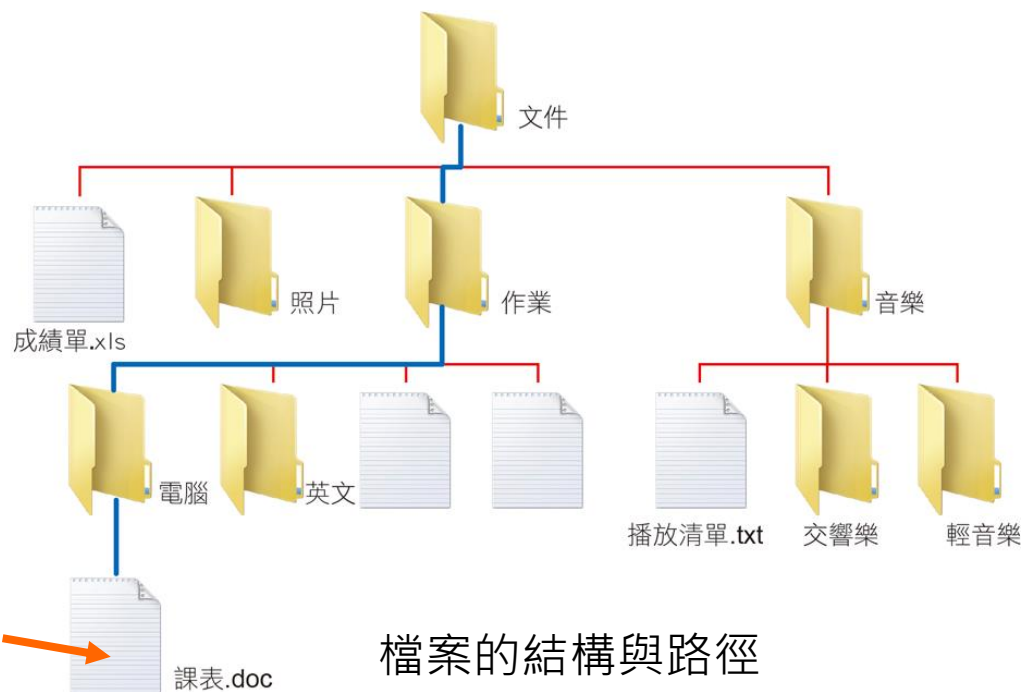 文件
照片
作業
音樂
成績單.xls
電腦
英文
播放清單.txt
交響樂
輕音樂
課表.doc
檔案的結構與路徑